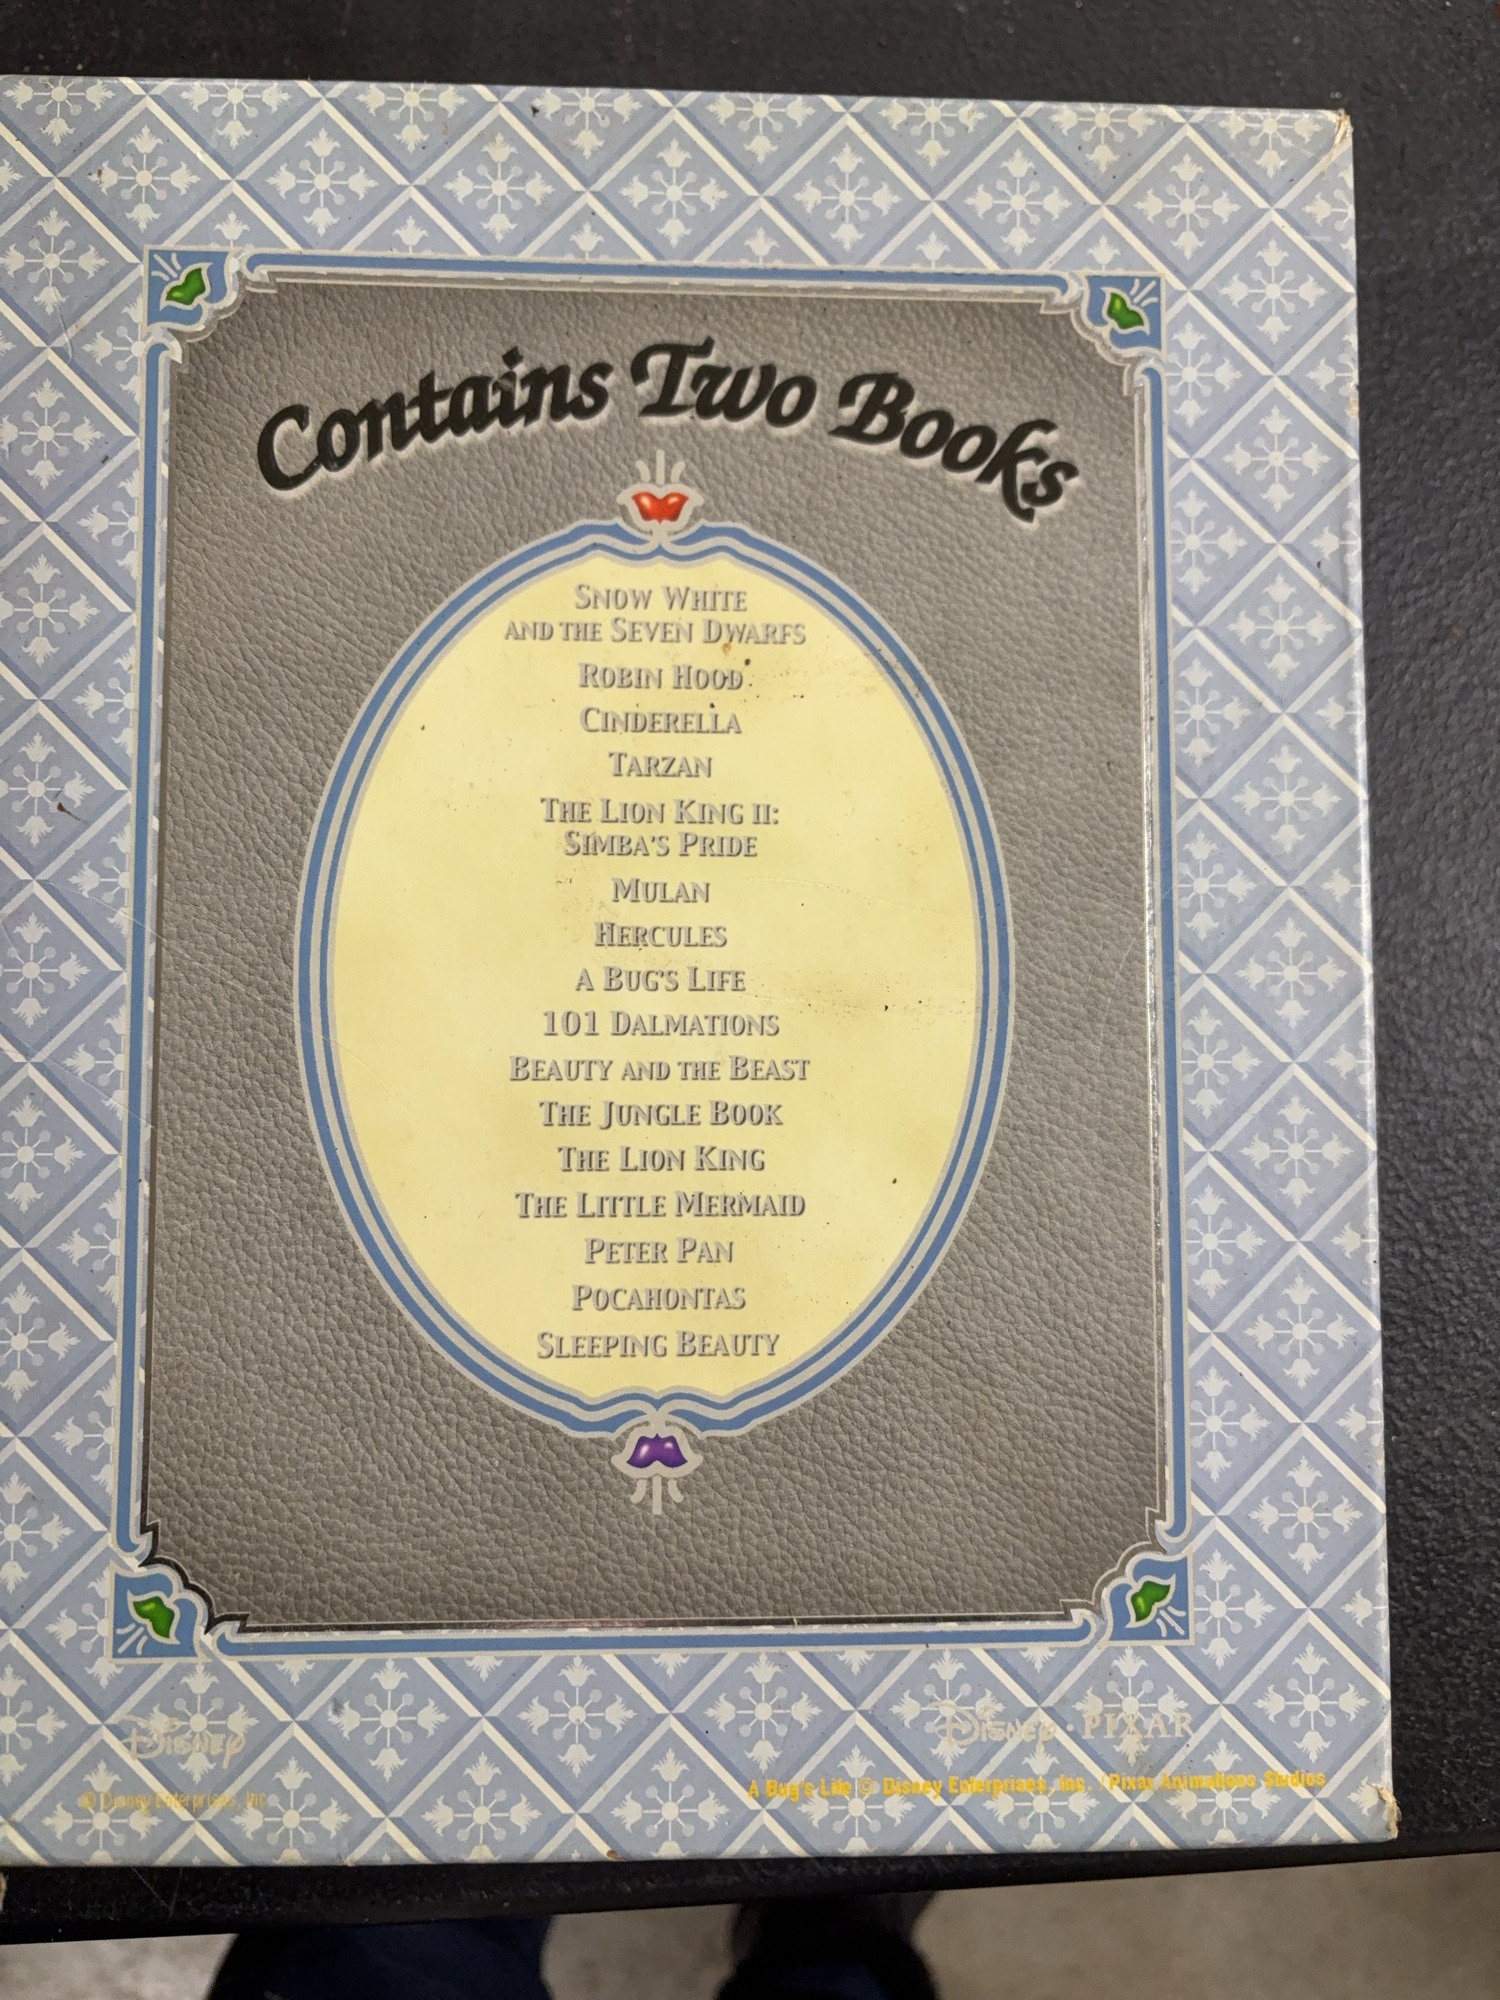 Contains Two Books
SNOW WHITE
AND THE SEVEN DWARFS
ROBIN HOOD
CINDERELLA
TARZAN
THE LION KING II:
SIMBA'S PRIDE
MULAN
HERCULES
A BUG'S LIFE
101 DALMATIONS
BEAUTY AND THE BEAST
THE JUNGLE BOOK
THE LION KING
THE LITTLE MERMAID
PETER PAN
POCAHONTAS
SLEEPING BEAUTY
Disney
© Disney Enterprises, Inc.
Disney · PIXAR
A Bug's Life © Disney Enterprises, Inc. / Pixar Animations Studios